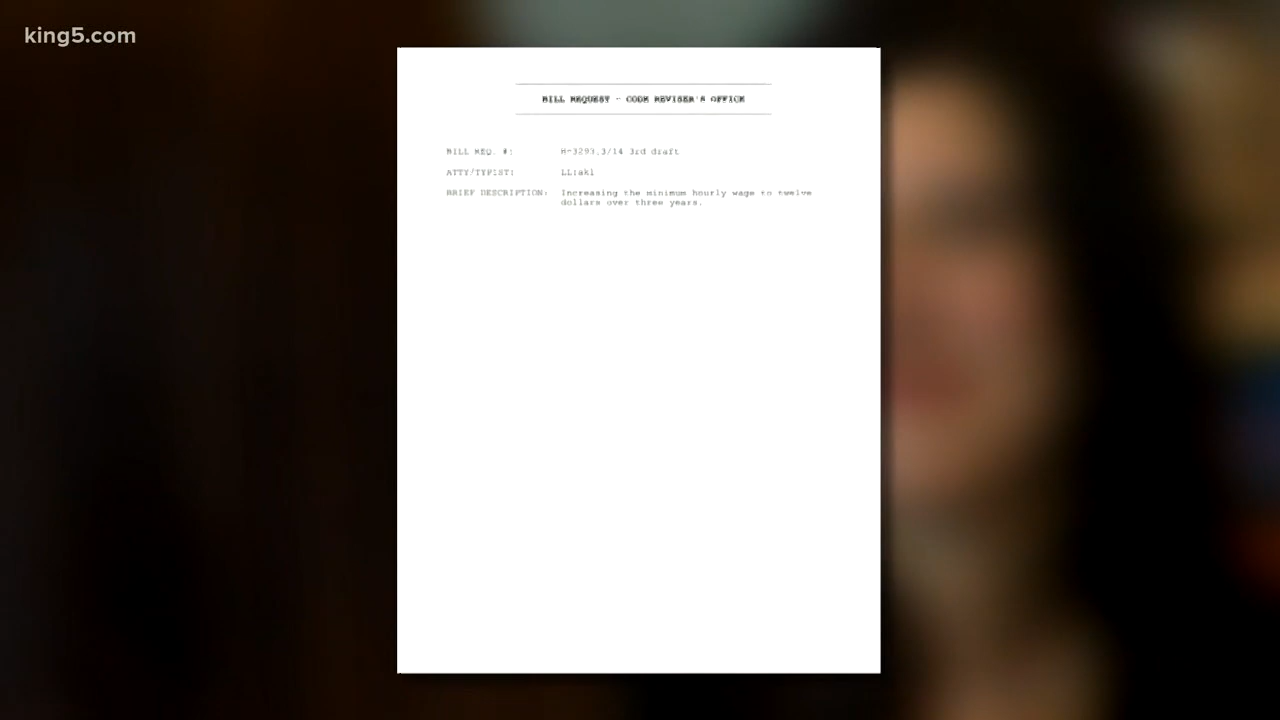 king5.com
BILL REQUEST - CODE REVISER'S OFFICE
BILL REQ. #: H-3293.3/14 3rd draft
ATTY/TYPIST: LL:akl
BRIEF DESCRIPTION: Increasing the minimum hourly wage to twelve
dollars over three years.